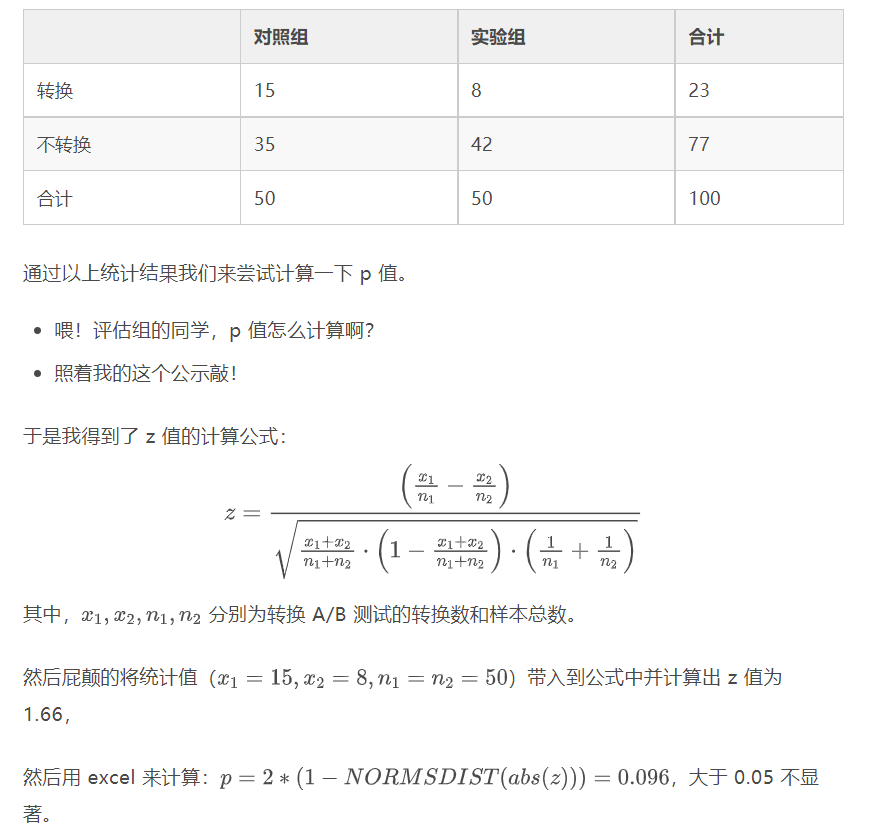 对照组 实验组 合计
转换 15 8 23
不转换 35 42 77
合计 50 50 100
通过以上统计结果我们来尝试计算一下 p 值。
• 喂！评估组的同学，p 值怎么计算啊？
• 照着我的这个公示敲！
于是我得到了 z 值的计算公式：
z = \frac{\left(\frac{x_1}{n_1} - \frac{x_2}{n_2}\right)}{\sqrt{\frac{x_1+x_2}{n_1+n_2} \cdot \left(1 - \frac{x_1+x_2}{n_1+n_2}\right) \cdot \left(\frac{1}{n_1} + \frac{1}{n_2}\right)}}
其中，x₁, x₂, n₁, n₂ 分别为转换 A/B 测试的转换数和样本总数。
然后屁颠的将统计值（x₁ = 15, x₂ = 8, n₁ = n₂ = 50）带入到公式中并计算出 z 值为
1.66，
然后用 excel 来计算：p = 2 * (1 − NORMSDIST(abs(z))) = 0.096，大于 0.05 不显
著。